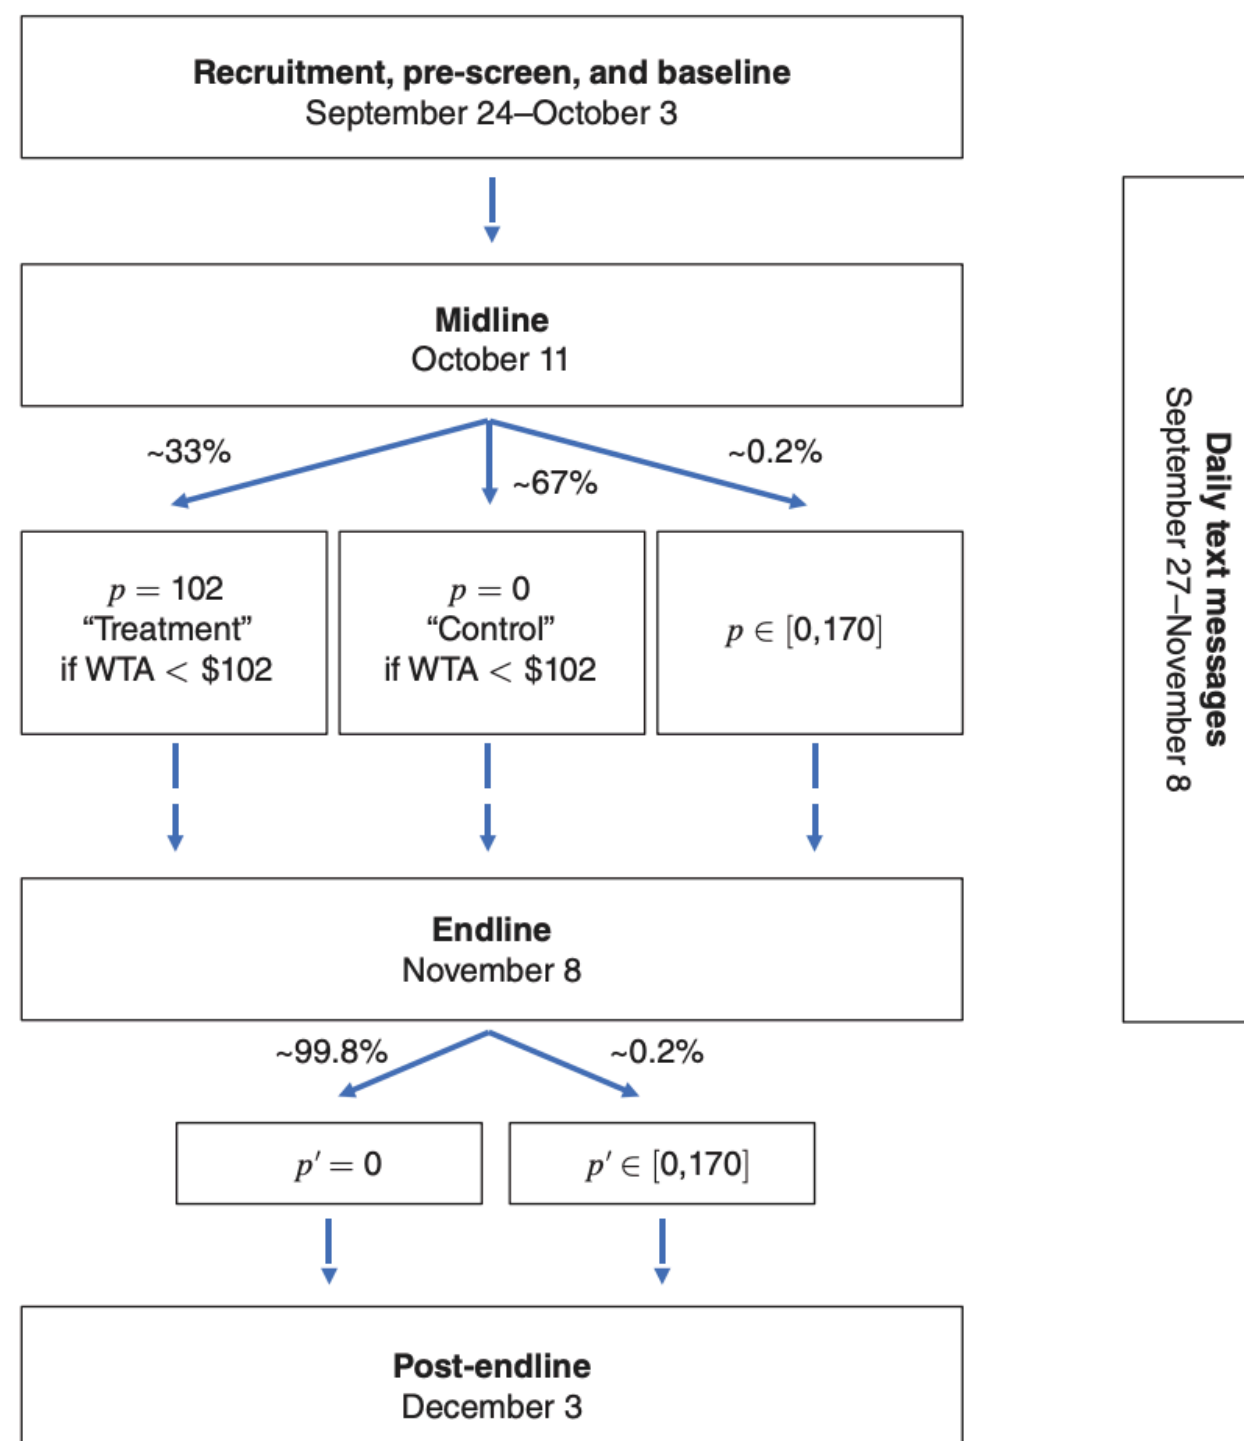 Recruitment, pre-screen, and baseline
September 24–October 3
Midline
October 11
~33%
~67%
~0.2%
p = 102
“Treatment”
if WTA < $102
p = 0
“Control”
if WTA < $102
p ∈ [0,170]
Endline
November 8
~99.8%
~0.2%
p′ = 0
p′ ∈ [0,170]
Post-endline
December 3
Daily text messages
September 27–November 8